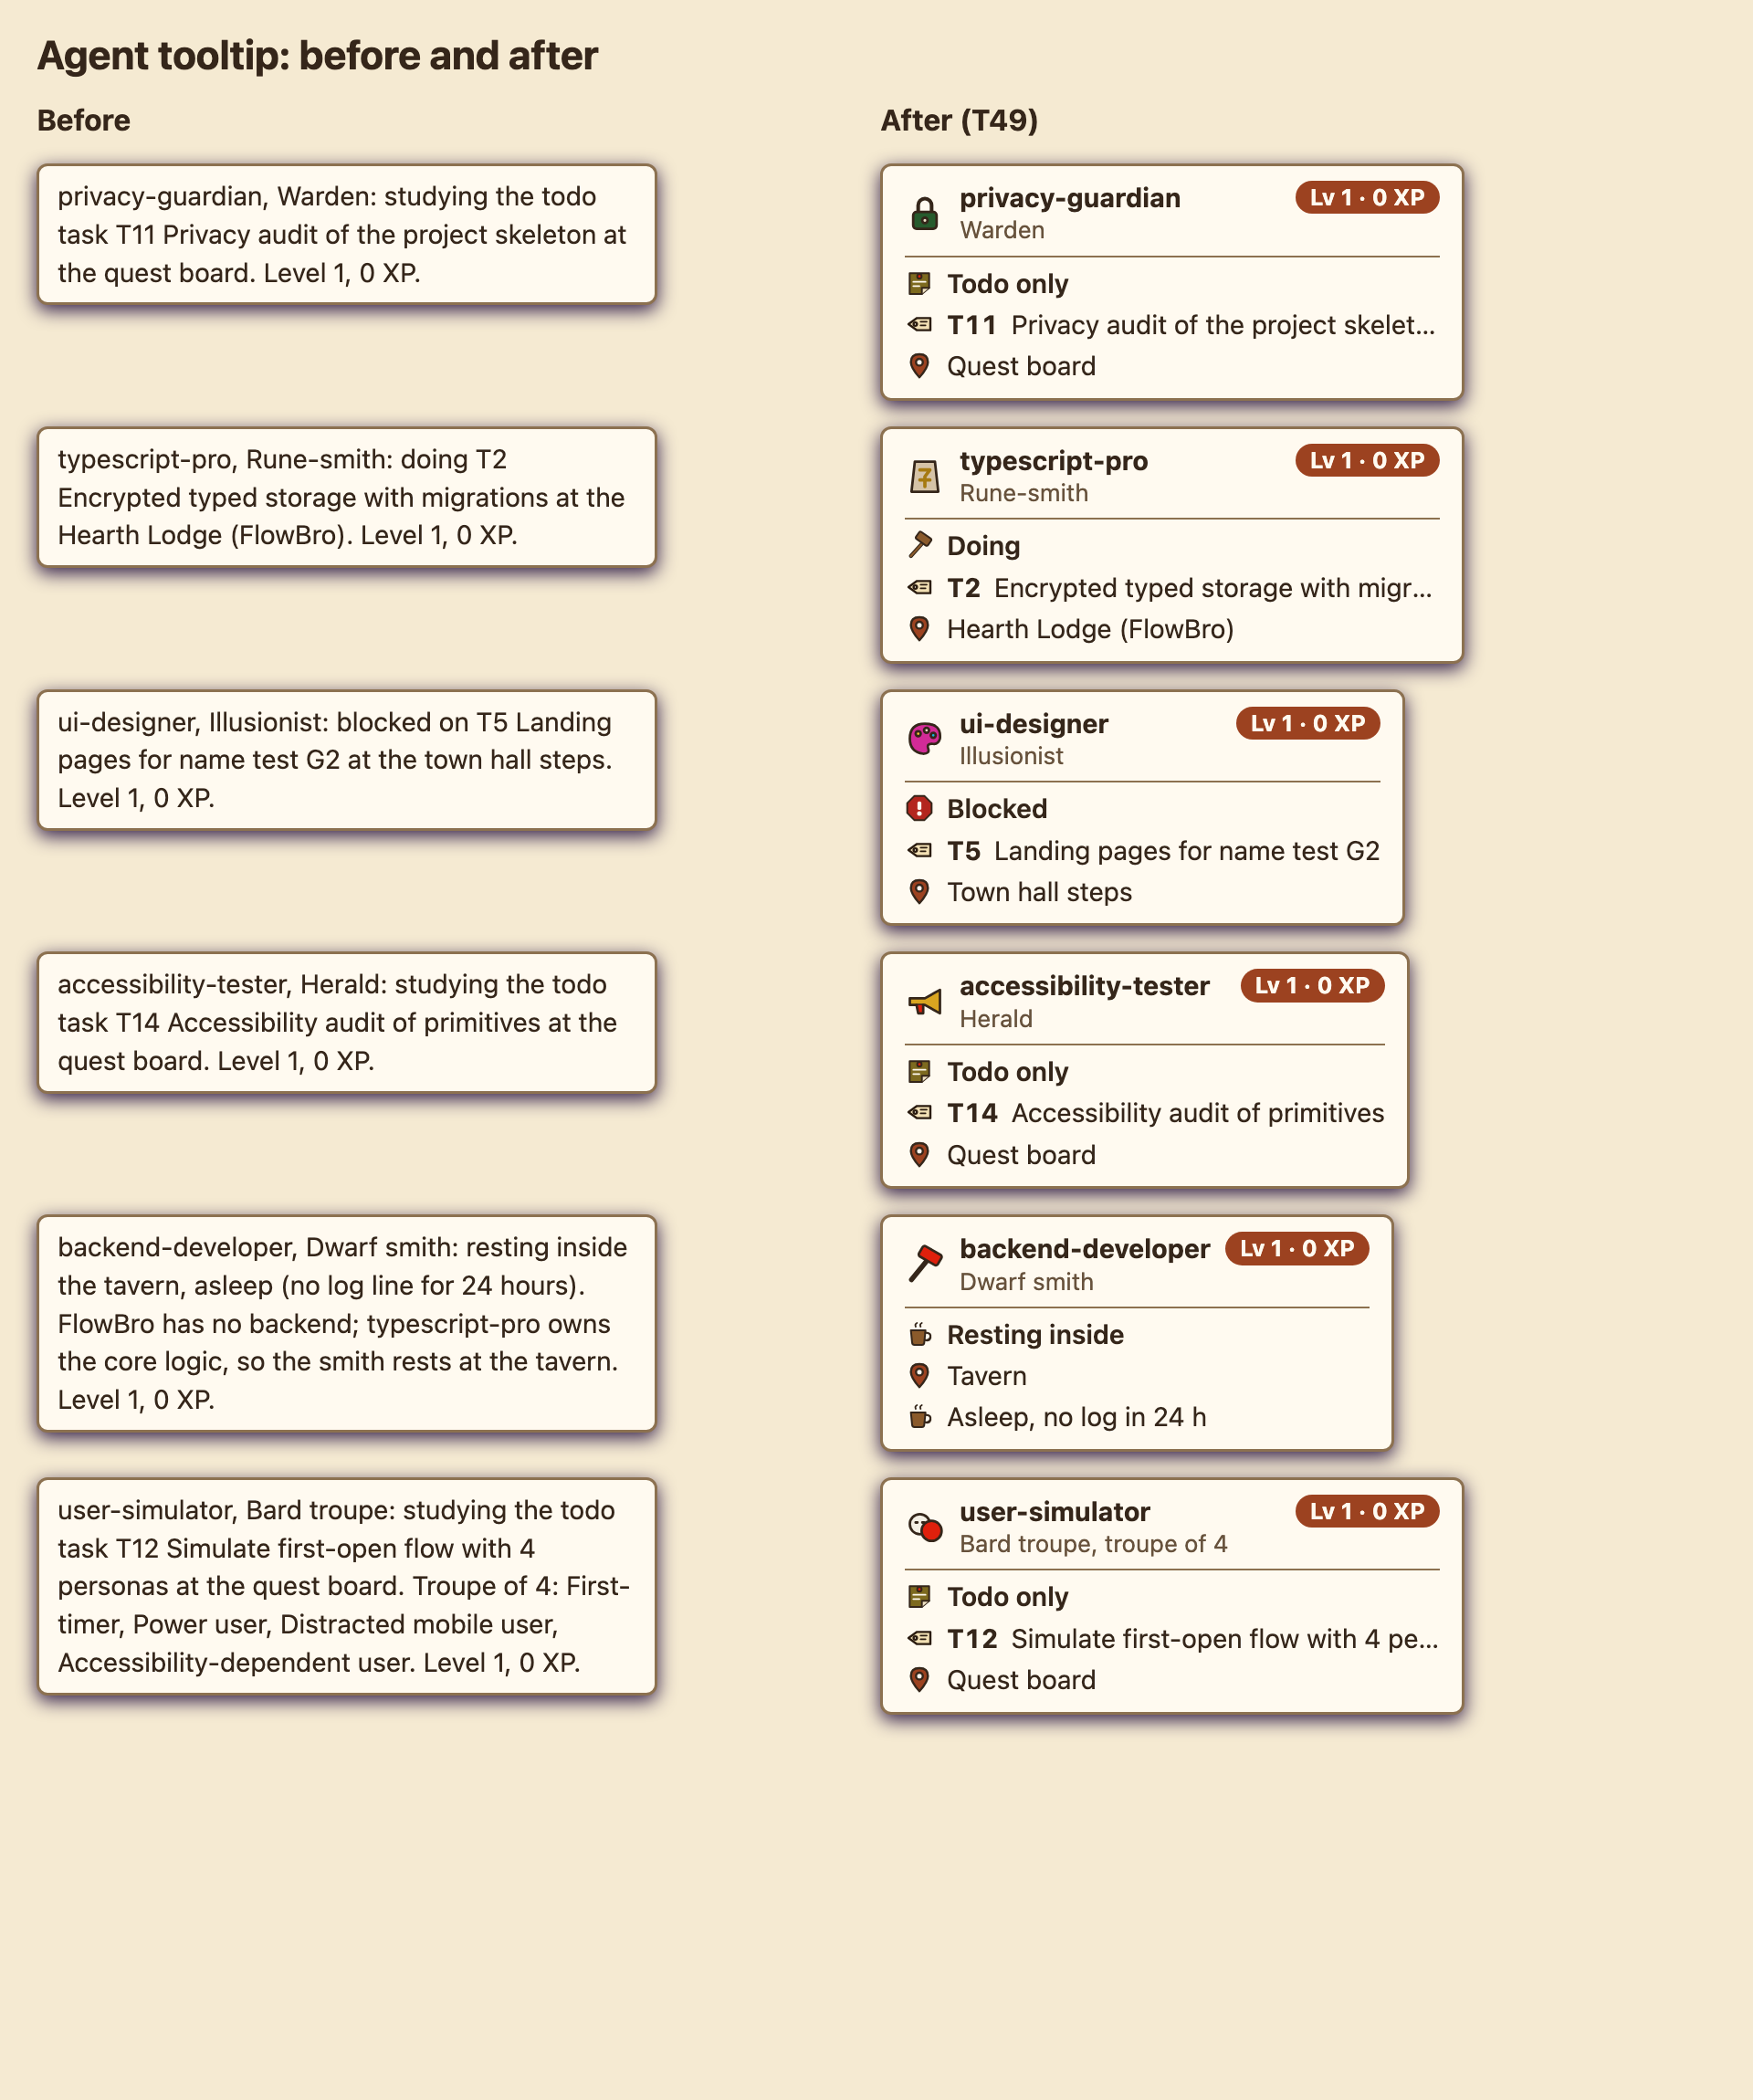 Agent tooltip: before and after
Before
privacy-guardian, Warden: studying the todo
task T11 Privacy audit of the project skeleton at
the quest board. Level 1, 0 XP.
typescript-pro, Rune-smith: doing T2
Encrypted typed storage with migrations at the
Hearth Lodge (FlowBro). Level 1, 0 XP.
ui-designer, Illusionist: blocked on T5 Landing
pages for name test G2 at the town hall steps.
Level 1, 0 XP.
accessibility-tester, Herald: studying the todo
task T14 Accessibility audit of primitives at the
quest board. Level 1, 0 XP.
backend-developer, Dwarf smith: resting inside
the tavern, asleep (no log line for 24 hours).
FlowBro has no backend; typescript-pro owns
the core logic, so the smith rests at the tavern.
Level 1, 0 XP.
user-simulator, Bard troupe: studying the todo
task T12 Simulate first-open flow with 4
personas at the quest board. Troupe of 4: First-
timer, Power user, Distracted mobile user,
Accessibility-dependent user. Level 1, 0 XP.
After (T49)
privacy-guardian Lv 1 · 0 XP
Warden
Todo only
T11 Privacy audit of the project skelet...
Quest board
typescript-pro Lv 1 · 0 XP
Rune-smith
Doing
T2 Encrypted typed storage with migr...
Hearth Lodge (FlowBro)
ui-designer Lv 1 · 0 XP
Illusionist
Blocked
T5 Landing pages for name test G2
Town hall steps
accessibility-tester Lv 1 · 0 XP
Herald
Todo only
T14 Accessibility audit of primitives
Quest board
backend-developer Lv 1 · 0 XP
Dwarf smith
Resting inside
Tavern
Asleep, no log in 24 h
user-simulator Lv 1 · 0 XP
Bard troupe, troupe of 4
Todo only
T12 Simulate first-open flow with 4 pe...
Quest board